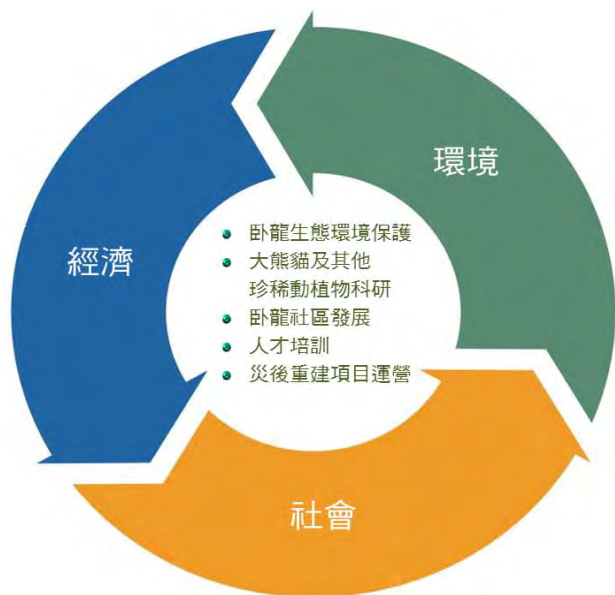 環境
經濟
臥龍生態環境保護
大熊貓及其他
珍稀動植物科研
臥龍社區發展
人才培訓
災後重建項目運營
社會